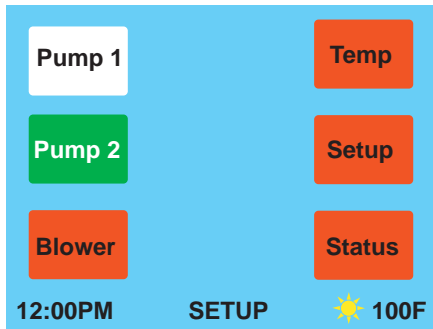 Pump 1
Temp
Pump 2
Setup
Blower
Status
12:00PM SETUP 100F